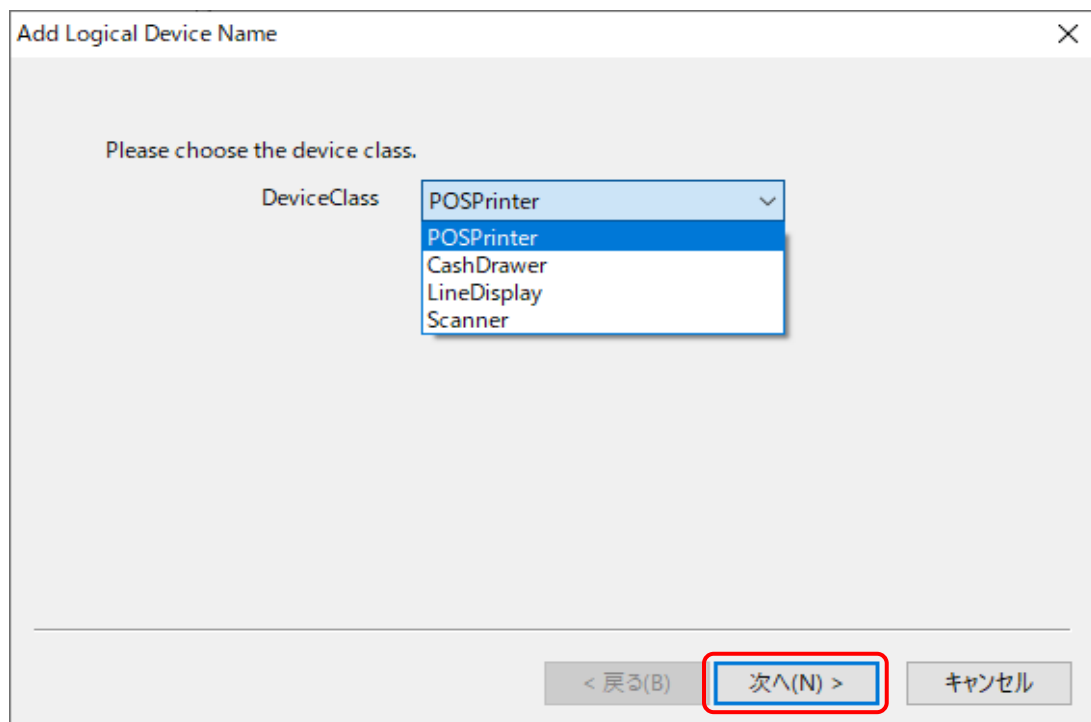 Add Logical Device Name
Please choose the device class.
DeviceClass
POSPrinter
POSPrinter
CashDrawer
LineDisplay
Scanner
< 戻る(B)
次へ(N) >
キャンセル